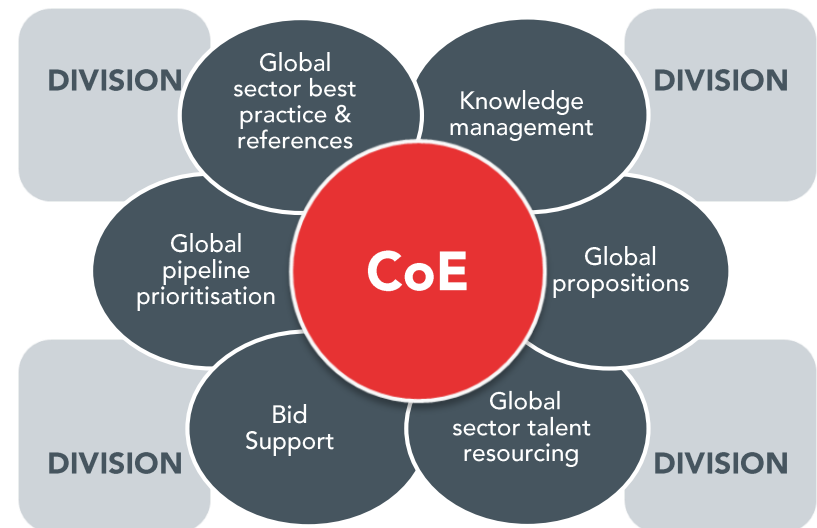 DIVISION
Global
sector best
practice &
references
Knowledge
management
DIVISION
Global
pipeline
prioritisation
CoE
Global
propositions
DIVISION
Bid
Support
Global
sector talent
resourcing
DIVISION